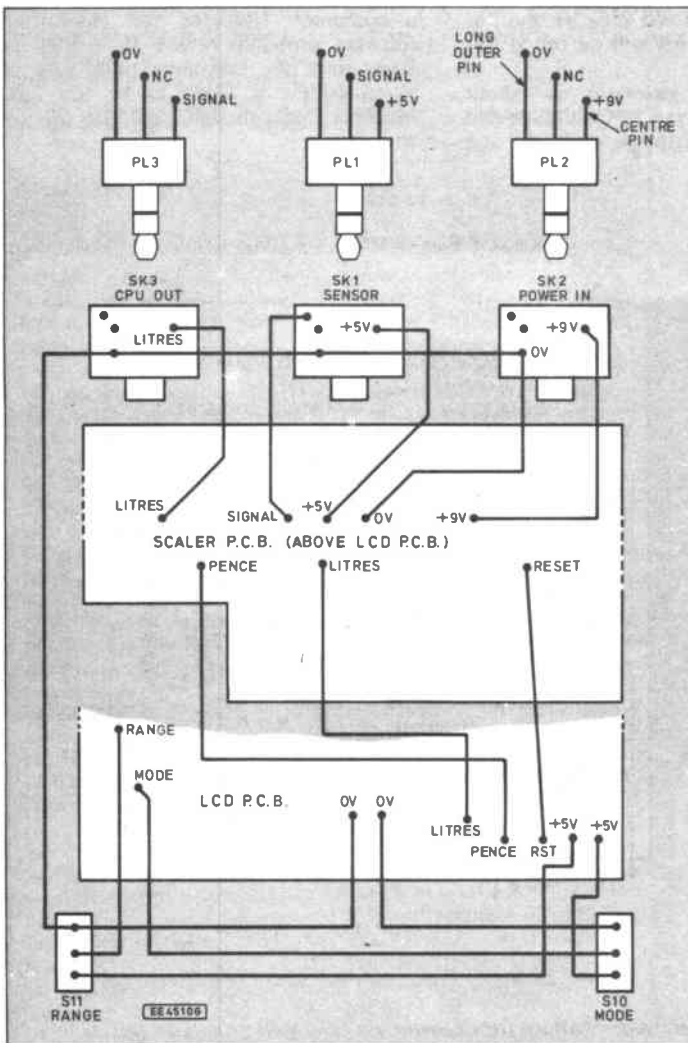 0V
NC
SIGNAL
PL3
0V
SIGNAL
+5V
PL1
LONG
OUTER
PIN
0V
NC
+9V
CENTRE
PIN
PL2
SK3
CPU OUT
SK1
SENSOR
SK2
POWER IN
LITRES
+5V
+9V
0V
LITRES
SIGNAL
+5V
0V
+9V
SCALER P.C.B. (ABOVE LCD P.C.B.)
PENCE
LITRES
RESET
RANGE
MODE
LCD P.C.B.
0V
0V
LITRES
PENCE
RST
+5V
+5V
S11
RANGE
EE4510G
S10
MODE